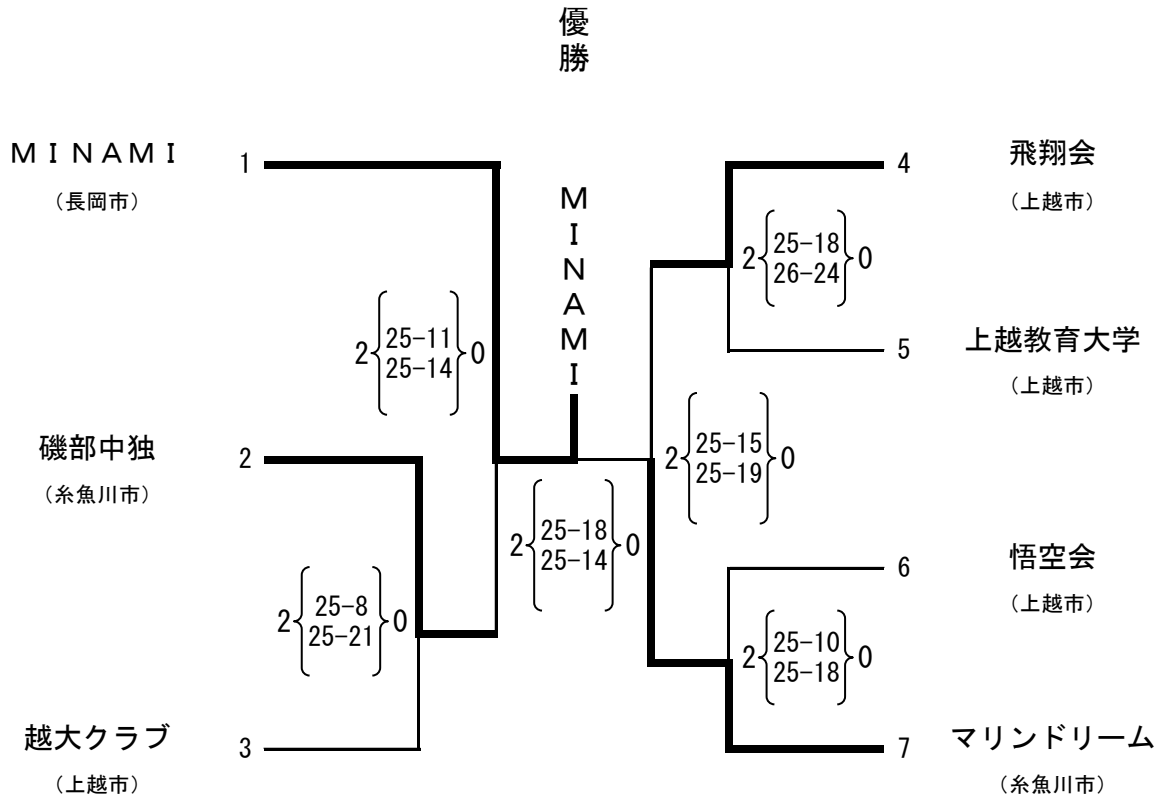 優勝
MINAMI
1
(長岡市)
2{25-11 25-14}0
磯部中独
2
(糸魚川市)
2{25-8 25-21}0
越大クラブ
3
(上越市)
MINAMI
2{25-18 25-14}0
4
飛翔会
(上越市)
2{25-18 26-24}0
5
上越教育大学
(上越市)
2{25-15 25-19}0
6
悟空会
(上越市)
2{25-10 25-18}0
7
マリンドリーム
(糸魚川市)